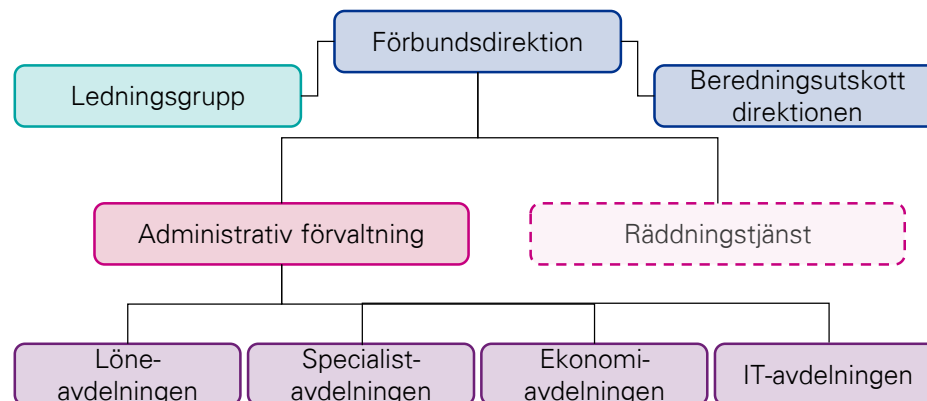 Förbundsdirektion
Ledningsgrupp
Beredningsutskott
direktionen
Administrativ förvaltning
Räddningstjänst
Löne-
avdelningen
Specialist-
avdelningen
Ekonomi-
avdelningen
IT-avdelningen